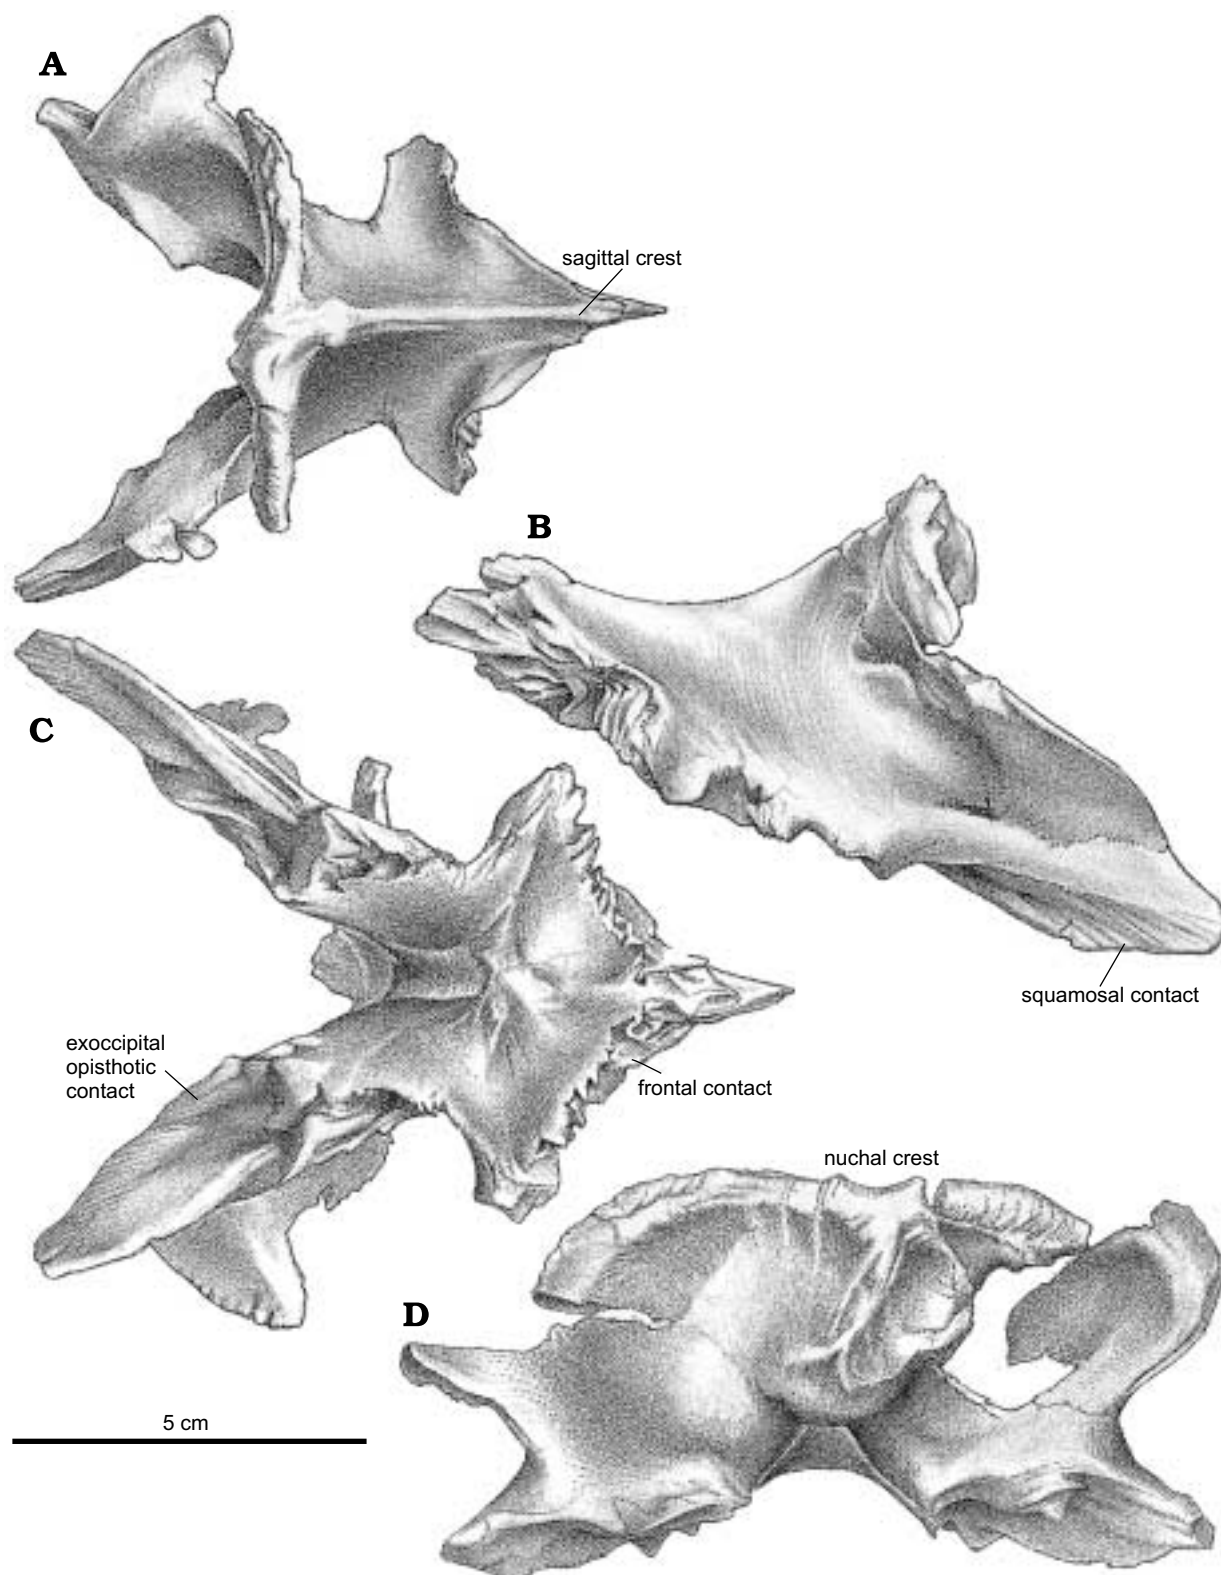 A
sagittal crest
B
squamosal contact
C
exoccipital
opisthotic
contact
frontal contact
nuchal crest
D
5 cm